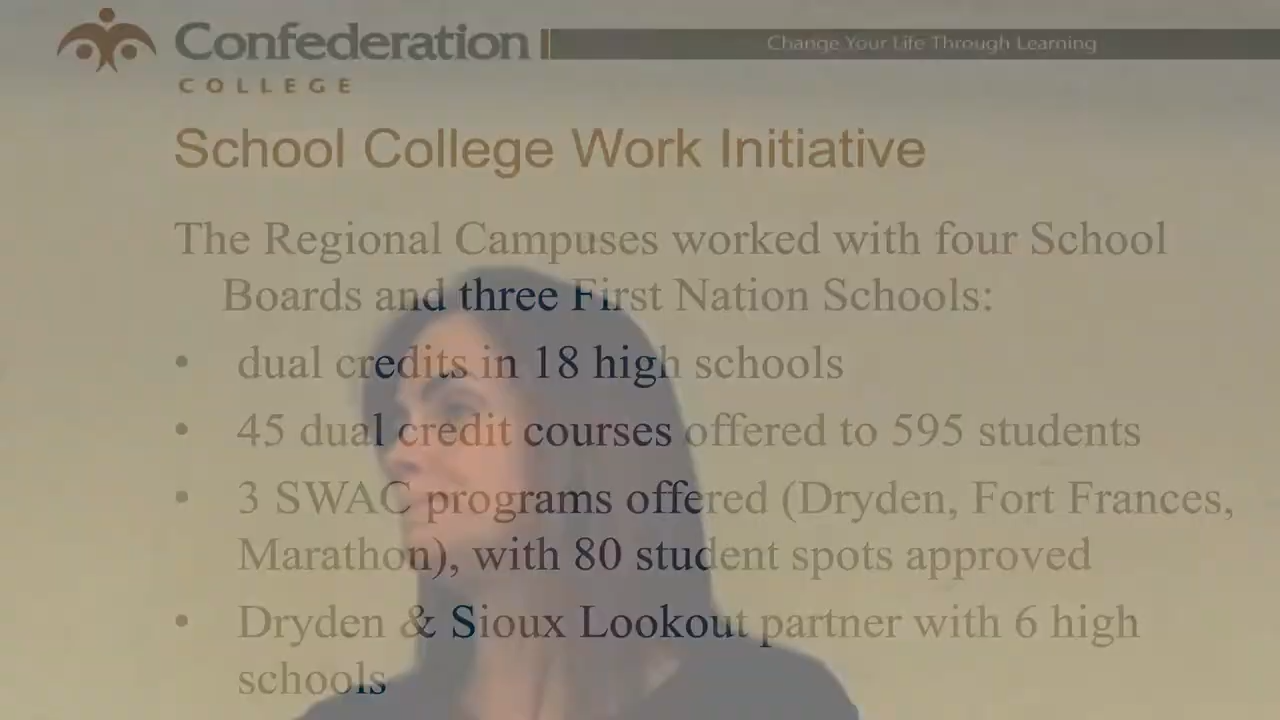 Confederation
COLLEGE
Change Your Life Through Learning
School College Work Initiative
The Regional Campuses worked with four School
Boards and three First Nation Schools:
• dual credits in 18 high schools
• 45 dual credit courses offered to 595 students
• 3 SWAC programs offered (Dryden, Fort Frances,
Marathon), with 80 student spots approved
• Dryden & Sioux Lookout partner with 6 high
schools